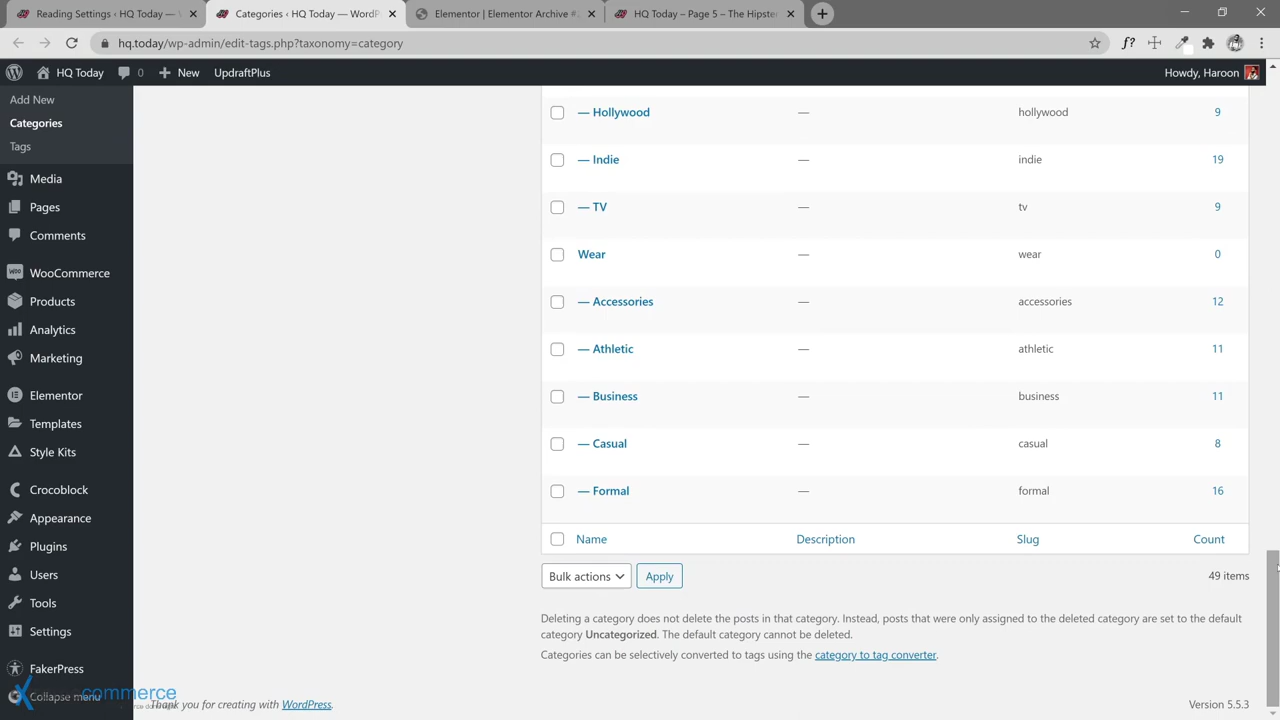 Reading Settings ‹ HQ Today —
Categories ‹ HQ Today — WordP
Elementor | Elementor Archive #
HQ Today – Page 5 – The Hipster
hq.today/wp-admin/edit-tags.php?taxonomy=category
HQ Today
0
New
UpdraftPlus
Howdy, Haroon
Add New
Categories
Tags
Media
Pages
Comments
WooCommerce
Products
Analytics
Marketing
Elementor
Templates
Style Kits
Crocoblock
Appearance
Plugins
Users
Tools
Settings
FakerPress
Collapse menu
commerce
— Hollywood — hollywood 9
— Indie — indie 19
— TV — tv 9
Wear — wear 0
— Accessories — accessories 12
— Athletic — athletic 11
— Business — business 11
— Casual — casual 8
— Formal — formal 16
Name Description Slug Count
Bulk actions Apply 49 items
Deleting a category does not delete the posts in that category. Instead, posts that were only assigned to the deleted category are set to the default
category Uncategorized. The default category cannot be deleted.
Categories can be selectively converted to tags using the category to tag converter.
Thank you for creating with WordPress.
Version 5.5.3